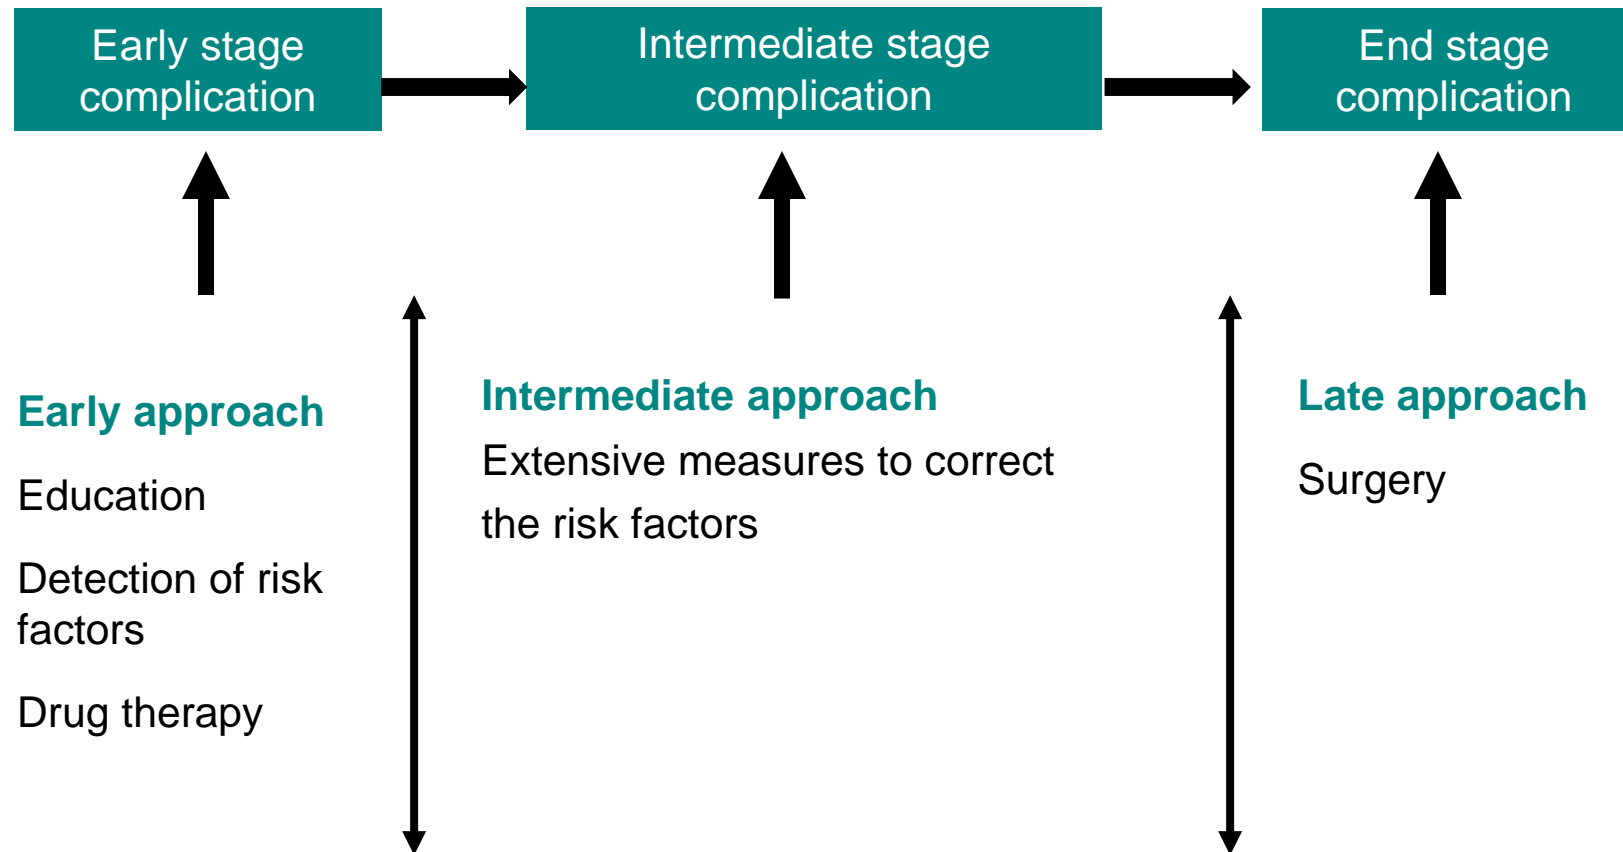 Early stage
complication
Intermediate stage
complication
End stage
complication
Early approach
Education
Detection of risk
factors
Drug therapy
Intermediate approach
Extensive measures to correct
the risk factors
Late approach
Surgery